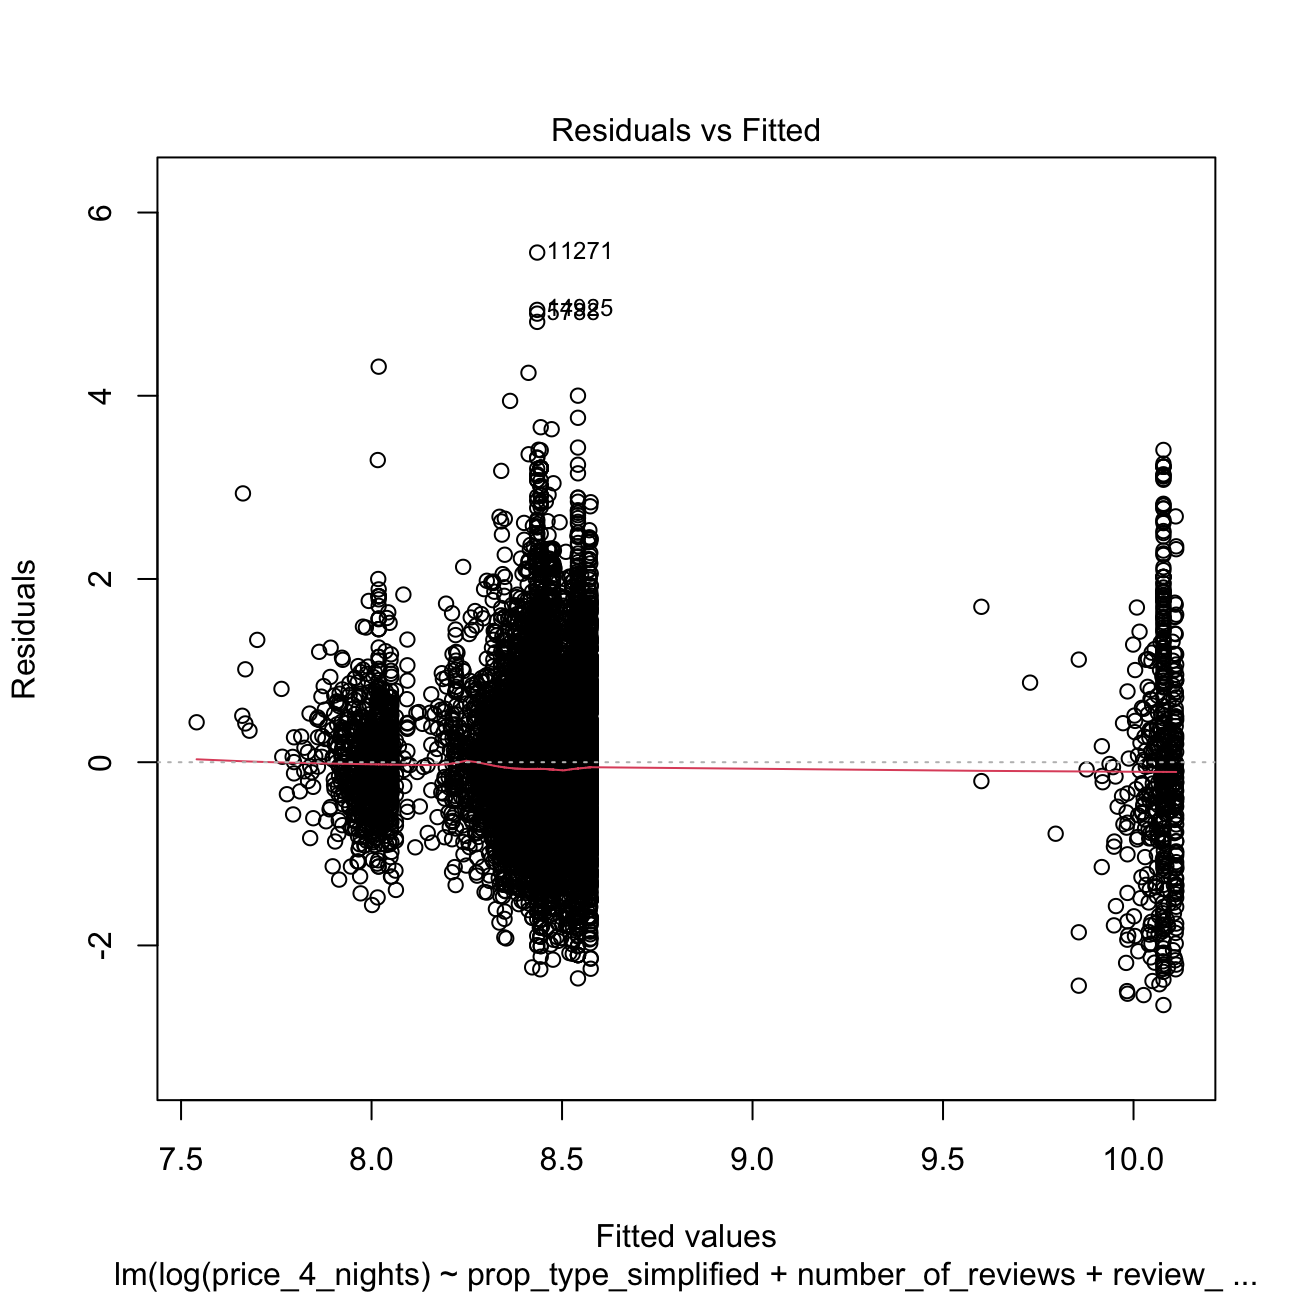 Residuals vs Fitted
6
11271
4
2
0
-2
Residuals
7.5 8.0 8.5 9.0 9.5 10.0
Fitted values
lm(log(price_4_nights) ~ prop_type_simplified + number_of_reviews + review_ ...